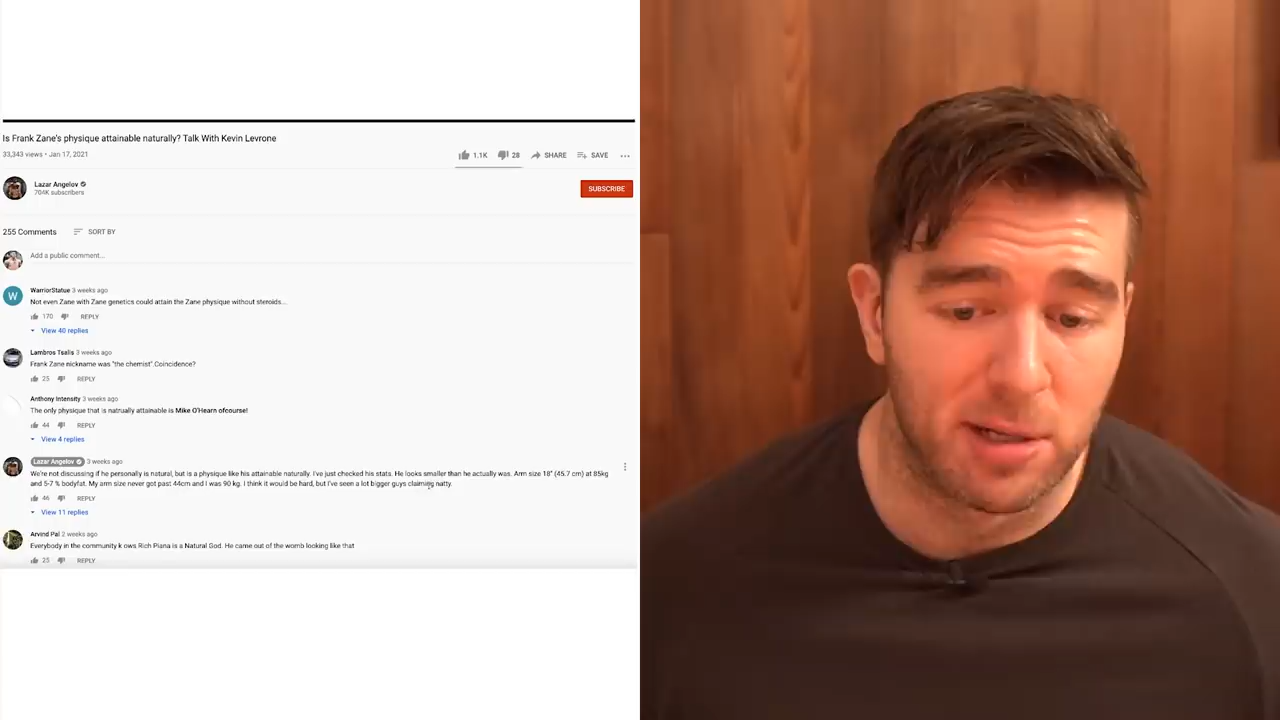 Is Frank Zane's physique attainable naturally? Talk With Kevin Levrone
33,343 views • Jan 17, 2021
1.1K
28
SHARE
SAVE
Lazar Angelov
704K subscribers
SUBSCRIBE
255 Comments
SORT BY
Add a public comment...
W
WarriorStatue 3 weeks ago
Not even Zane with Zane genetics could attain the Zane physique without steroids...
170
REPLY
View 40 replies
Lambros Tsalis 3 weeks ago
Frank Zane nickname was "the chemist".Coincidence?
25
REPLY
Anthony Intensity 3 weeks ago
The only physique that is natrually attainable is Mike O'Hearn ofcourse!
44
REPLY
View 4 replies
Lazar Angelov 3 weeks ago
We're not discussing if he personally is natural, but is a physique like his attainable naturally. I've just checked his stats. He looks smaller than he actually was. Arm size 18" (45.7 cm) at 85kg
and 5-7 % bodyfat. My arm size never got past 44cm and I was 90 kg. I think it would be hard, but I've seen a lot bigger guys claiming natty.
46
REPLY
View 11 replies
Arvind Pal 2 weeks ago
Everybody in the community k ows Rich Piana is a Natural God. He came out of the womb looking like that
25
REPLY